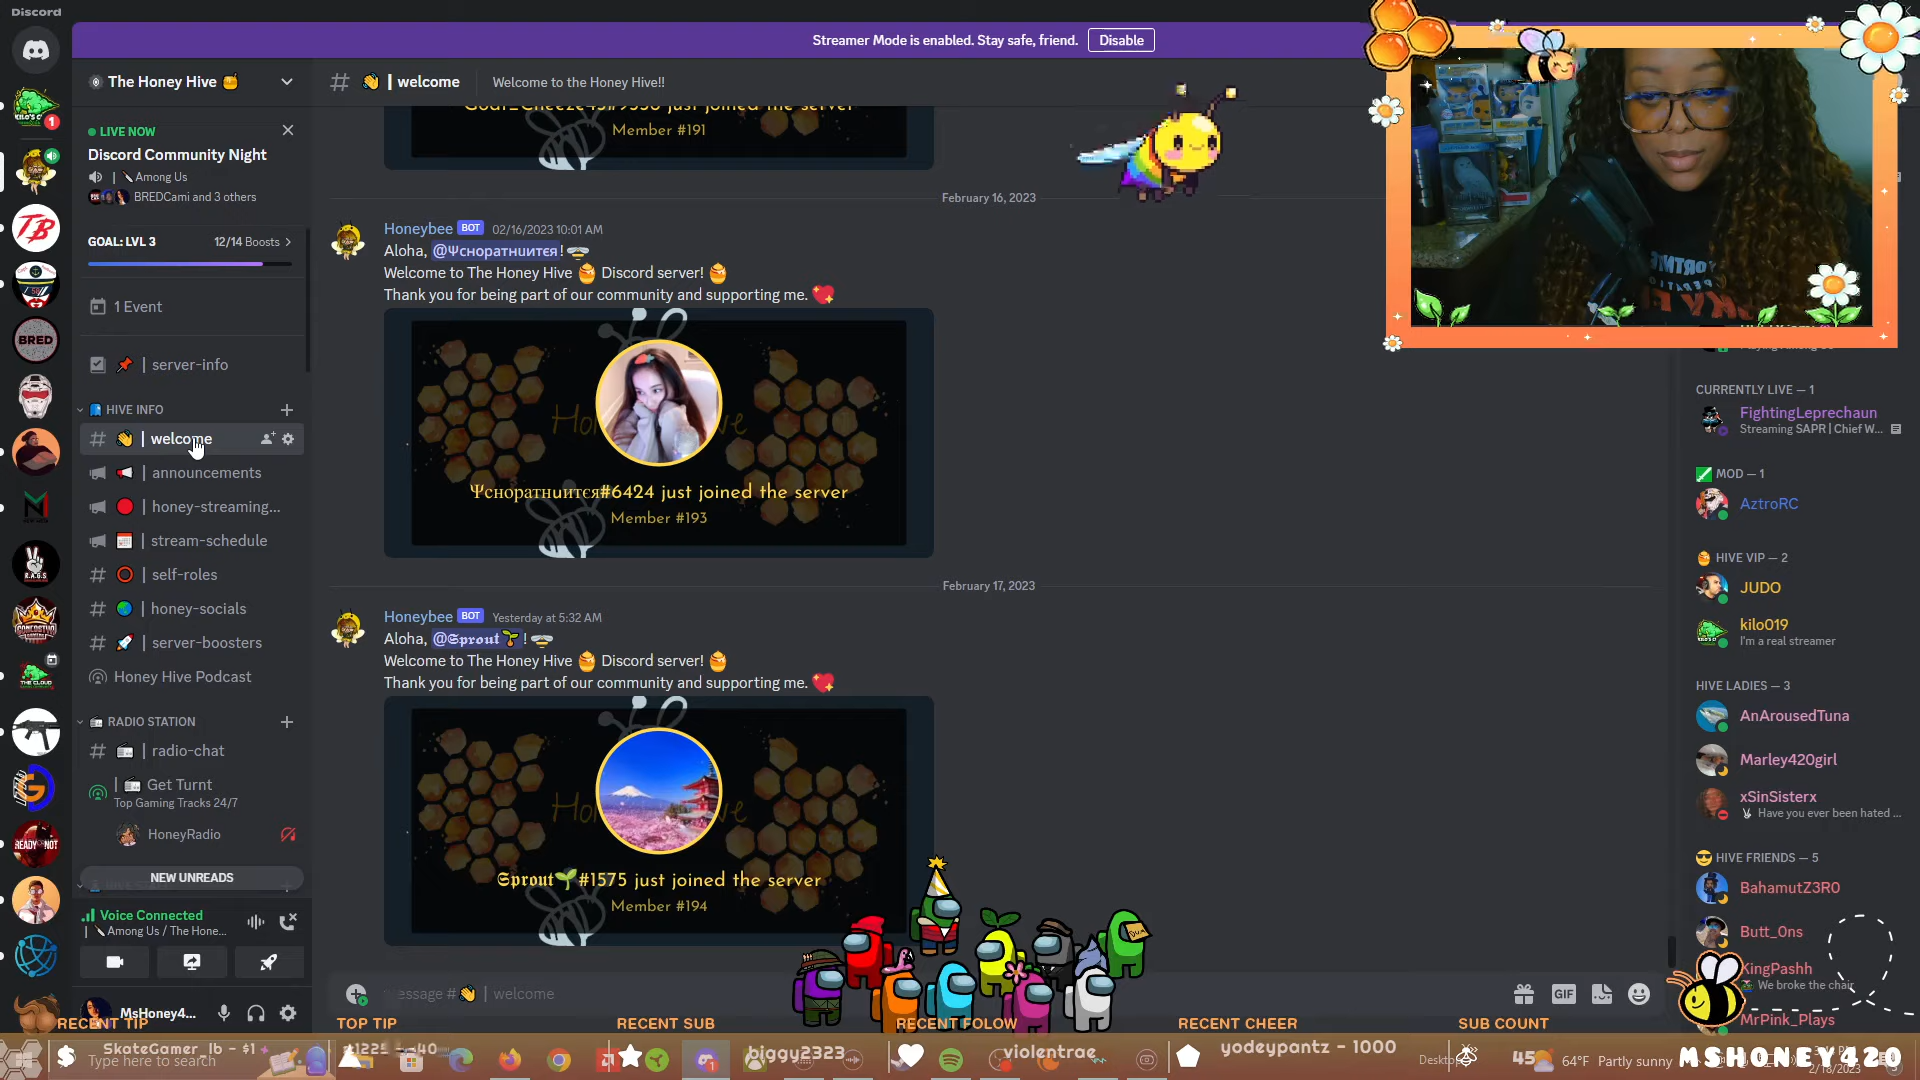 Discord
Streamer Mode is enabled. Stay safe, friend.
Disable
The Honey Hive
| welcome
Welcome to the Honey Hive!!
LIVE NOW
Discord Community Night
Among Us
BREDCami and 3 others
GOAL: LVL 3
12/14 Boosts
1 Event
| server-info
HIVE INFO
| welcome
| announcements
| honey-streaming...
| stream-schedule
| self-roles
| honey-socials
| server-boosters
Honey Hive Podcast
RADIO STATION
| radio-chat
| Get Turnt
Top Gaming Tracks 24/7
HoneyRadio
NEW UNREADS
Voice Connected
| Among Us / The Hone...
MsHoney4...
just joined the server
Member #191
February 16, 2023
Honeybee BOT 02/16/2023 10:01 AM
Aloha, @Ψcнopaтнuитєя!
Welcome to The Honey Hive Discord server!
Thank you for being part of our community and supporting me.
Ψcнopaтнuитєя#6424 just joined the server
Member #193
February 17, 2023
Honeybee BOT Yesterday at 5:32 AM
Aloha, @𝕾𝖕𝖗𝖔𝖚𝖙🌱!
Welcome to The Honey Hive Discord server!
Thank you for being part of our community and supporting me.
𝕾𝖕𝖗𝖔𝖚𝖙🌱#1575 just joined the server
Member #194
essage # | welcome
GIF
CURRENTLY LIVE — 1
FightingLeprechaun
Streaming SAPR | Chief W...
MOD — 1
AztroRC
HIVE VIP — 2
JUDO
kilo019
I'm a real streamer
HIVE LADIES — 3
AnArousedTuna
Marley420girl
xSinSisterx
Have you ever been hated ...
HIVE FRIENDS — 5
BahamutZ3R0
Butt_0ns
KingPashh
We broke the chair
MrPink_Plays
RECENT TIP
TOP TIP
RECENT SUB
RECENT FOLOW
RECENT CHEER
SUB COUNT
SkateGamer_lb - $1
Type here to search
biggy2323
violentrae
yodeypantz - 1000
45
64°F Partly sunny
MSHONEY420
2/18/2023
BRED
TB
R.A.G.S
READY NOT